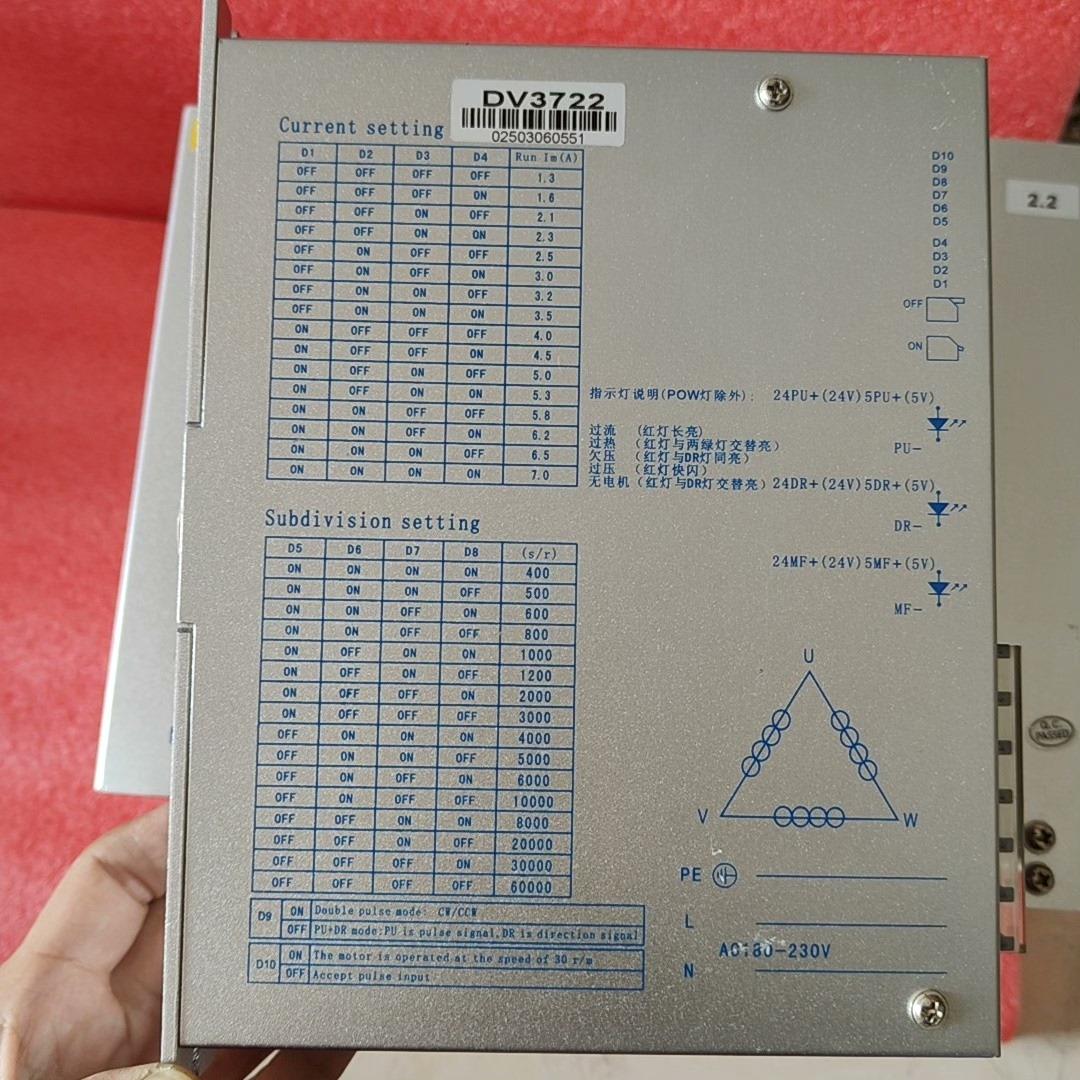 DV3722
02503060551
Current setting
D1 D2 D3 D4 Run Im(A)
OFF OFF OFF OFF 1.3
OFF OFF OFF ON 1.6
OFF OFF ON OFF 2.1
OFF OFF ON ON 2.3
OFF ON OFF OFF 2.5
OFF ON OFF ON 3.0
OFF ON ON OFF 3.2
OFF ON ON ON 3.5
ON OFF OFF OFF 4.0
ON OFF OFF ON 4.5
ON OFF ON OFF 5.0
ON OFF ON ON 5.3
ON ON OFF OFF 5.8
ON ON OFF ON 6.2
ON ON ON OFF 6.5
ON ON ON ON 7.0
Subdivision setting
D5 D6 D7 D8 (s/r)
ON ON ON ON 400
ON ON ON OFF 500
ON ON OFF ON 600
ON ON OFF OFF 800
ON OFF ON ON 1000
ON OFF ON OFF 1200
ON OFF OFF ON 2000
ON OFF OFF OFF 3000
OFF ON ON ON 4000
OFF ON ON OFF 5000
OFF ON OFF ON 6000
OFF ON OFF OFF 10000
OFF OFF ON ON 8000
OFF OFF ON OFF 20000
OFF OFF OFF ON 30000
OFF OFF OFF OFF 60000
D9
ON Double pulse mode: CW/CCW
OFF PU+DR mode:PU is pulse signal,DR is direction signal
D10
ON The motor is operated at the speed of 30 r/m
OFF Accept pulse input
D10
D9
D8
D7
D6
D5
D4
D3
D2
D1
OFF
ON
指示灯说明(POW灯除外):
过流 (红灯长亮)
过热 (红灯与两绿灯交替亮)
欠压 (红灯与DR灯同亮)
过压 (红灯快闪)
无电机 (红灯与DR灯交替亮)
24PU+(24V)5PU+(5V)
PU-
24DR+(24V)5DR+(5V)
DR-
24MF+(24V)5MF+(5V)
MF-
U
V
W
PE
L
AC180-230V
N
2.2
Q.C.
PASSED